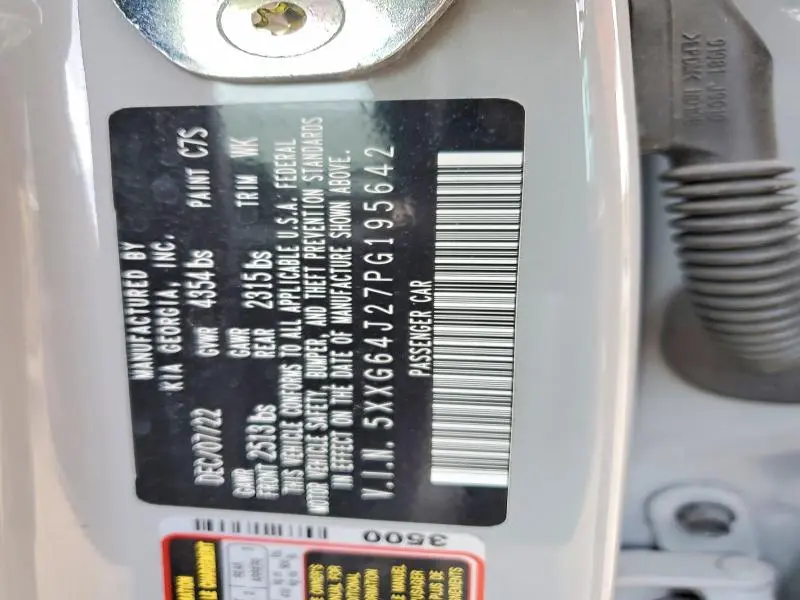 MANUFACTURED BY
KIA GEORGIA, INC.
DEC/07/22 GVWR 4354lbs PAINT C7S
GAWR FRONT 2513lbs GAWR REAR 2315lbs TRIM WK
THIS VEHICLE CONFORMS TO ALL APPLICABLE U.S.A. FEDERAL
MOTOR VEHICLE SAFETY, BUMPER, AND THEFT PREVENTION STANDARDS
IN EFFECT ON THE DATE OF MANUFACTURE SHOWN ABOVE.
V.I.N. 5XXG64J27PG195642
PASSENGER CAR
3500